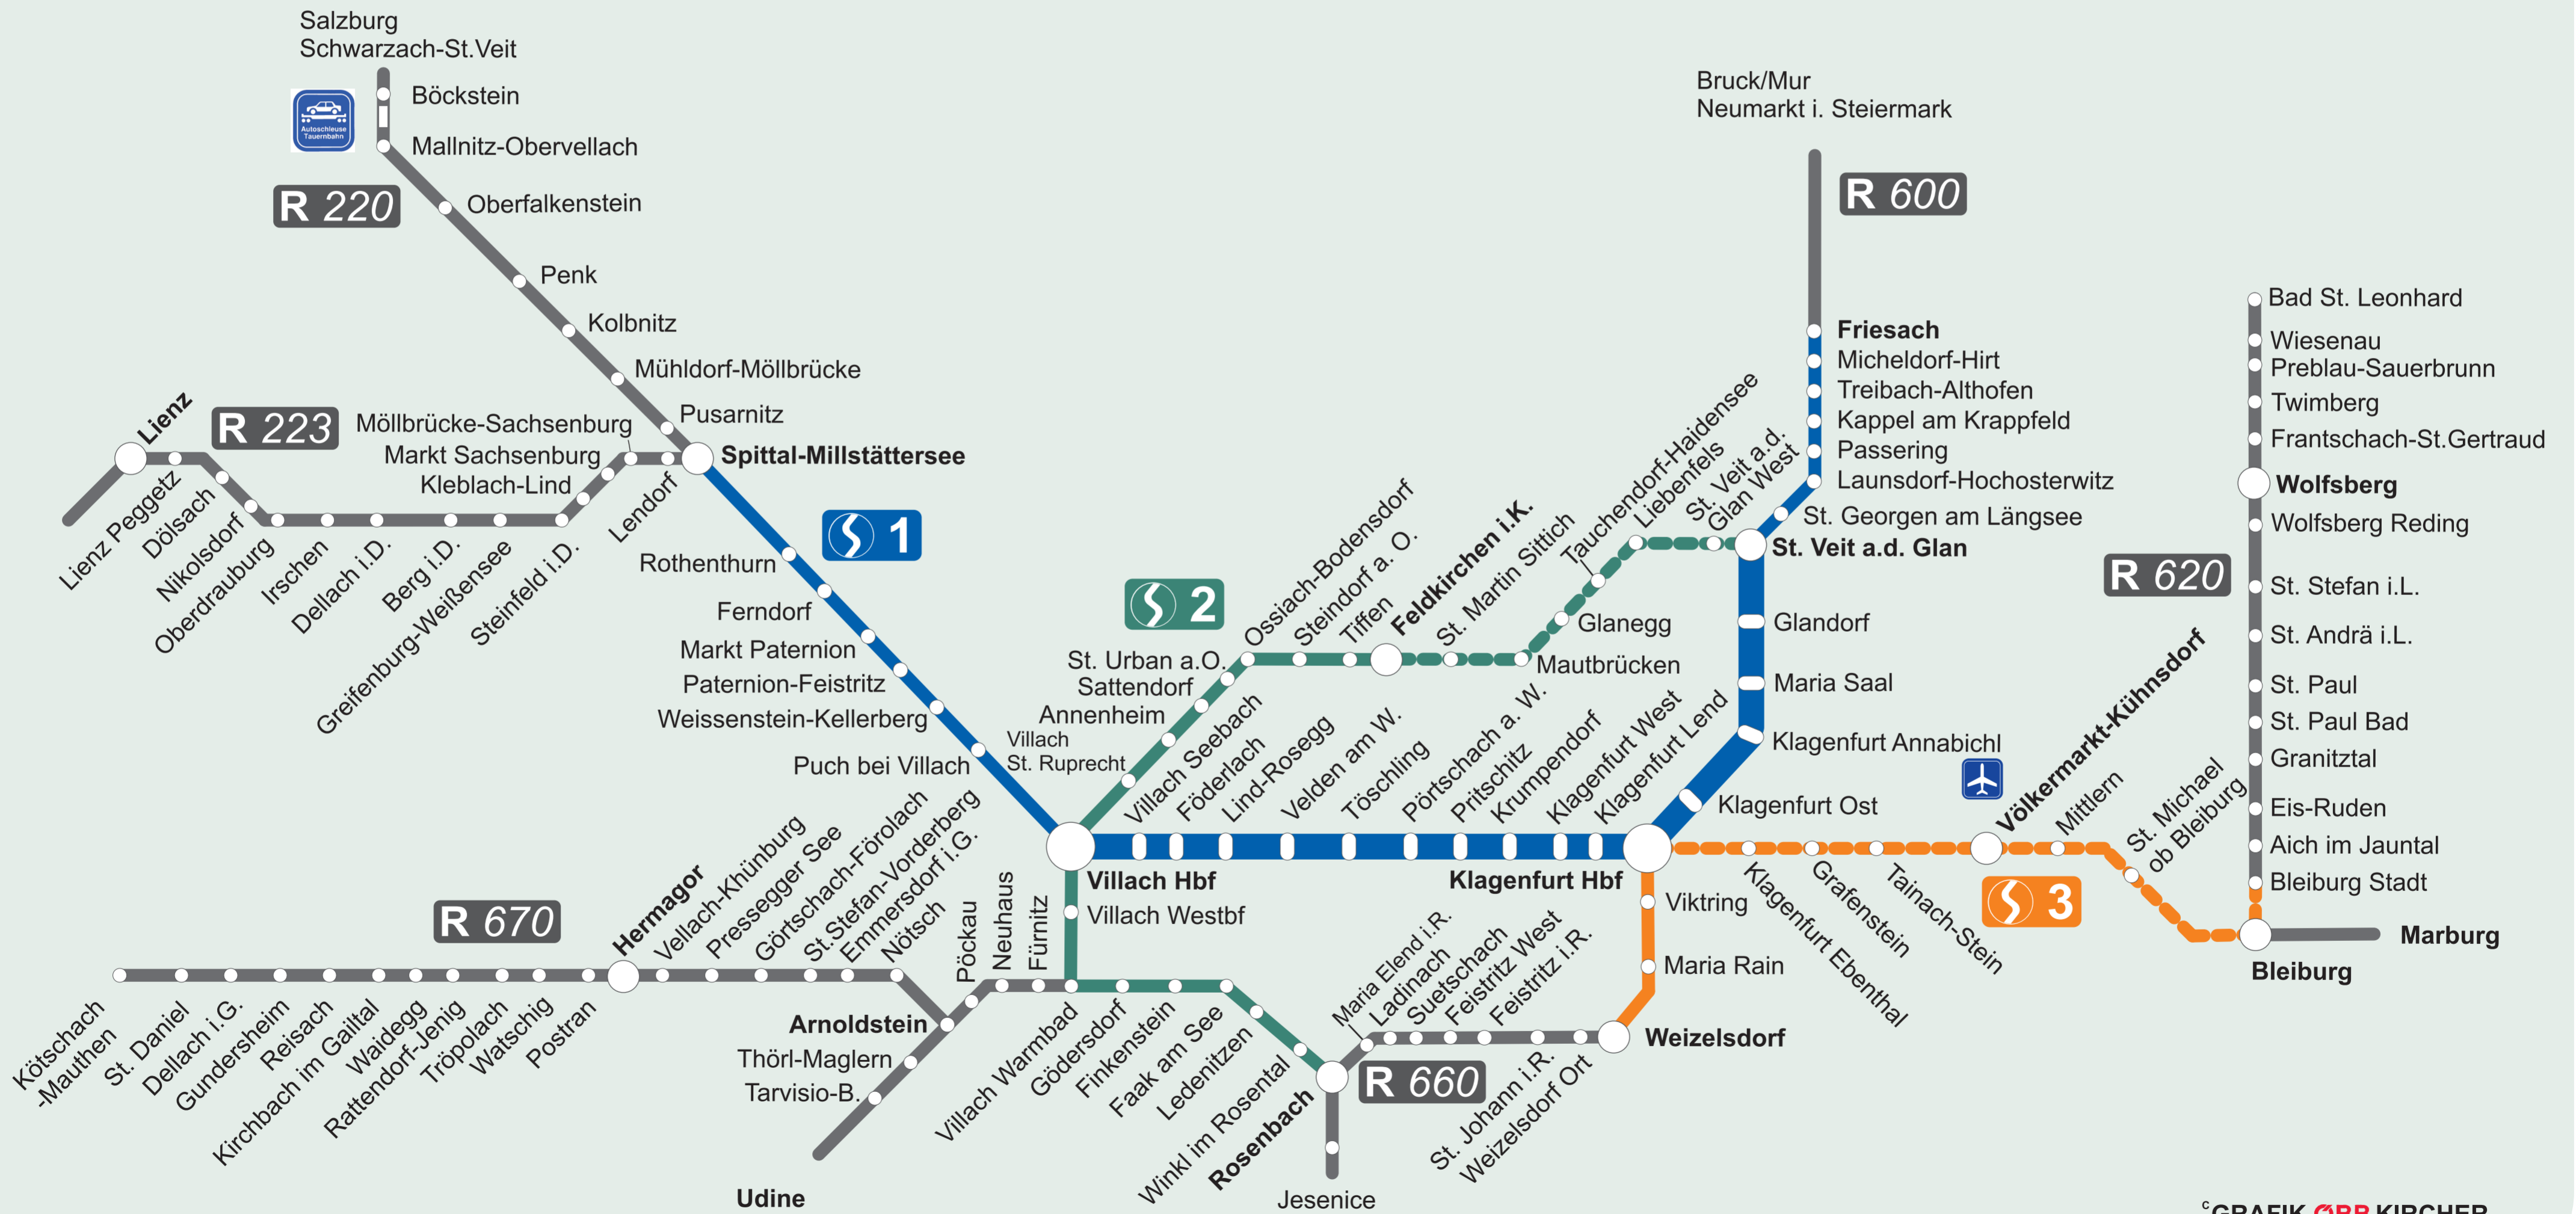 Salzburg
Schwarzach-St.Veit
Böckstein
Autoschleuse
Tauernbahn
Mallnitz-Obervellach
R 220
Oberfalkenstein
Penk
Kolbnitz
Mühldorf-Möllbrücke
Pusarnitz
Spittal-Millstättersee
Lienz
R 223
Möllbrücke-Sachsenburg
Markt Sachsenburg
Kleblach-Lind
Lienz Peggetz
Dölsach
Nikolsdorf
Oberdrauburg
Irschen
Dellach i.D.
Berg i.D.
Greifenburg-Weißensee
Steinfeld i.D.
Lendorf
S 1
Rothenthurn
Ferndorf
Markt Paternion
Paternion-Feistritz
Weissenstein-Kellerberg
Puch bei Villach
S 2
Villach
St. Ruprecht
Annenheim
Sattendorf
St. Urban a.O.
Ossiach-Bodensdorf
Steindorf a. O.
Tiffen
Feldkirchen i.K.
St. Martin Sittich
Mautbrücken
Glanegg
Tauchendorf-Haidensee
Liebenfels
St. Veit a.d.
Glan West
Bruck/Mur
Neumarkt i. Steiermark
R 600
Friesach
Micheldorf-Hirt
Treibach-Althofen
Kappel am Krappfeld
Passering
Launsdorf-Hochosterwitz
St. Georgen am Längsee
St. Veit a.d. Glan
Glandorf
Maria Saal
Klagenfurt Annabichl
Klagenfurt Ost
Villach Seebach
Föderlach
Lind-Rosegg
Velden am W.
Töschling
Pörtschach a. W.
Pritschitz
Krumpendorf
Klagenfurt West
Klagenfurt Lend
Villach Hbf
Klagenfurt Hbf
Villach Westbf
Viktring
Maria Rain
Weizelsdorf
Klagenfurt Ebenthal
Grafenstein
Tainach-Stein
Völkermarkt-Kühnsdorf
Mittlern
St. Michael
ob Bleiburg
S 3
Bad St. Leonhard
Wiesenau
Preblau-Sauerbrunn
Twimberg
Frantschach-St.Gertraud
Wolfsberg
Wolfsberg Reding
R 620
St. Stefan i.L.
St. Andrä i.L.
St. Paul
St. Paul Bad
Granitztal
Eis-Ruden
Aich im Jauntal
Bleiburg Stadt
Bleiburg
Marburg
R 670
Hermagor
Vellach-Khünburg
Pressegger See
Görtschach-Förolach
St.Stefan-Vorderberg
Emmersdorf i.G.
Nötsch
Pöckau
Neuhaus
Fürnitz
Kötschach
-Mauthen
St. Daniel
Dellach i.G.
Gundersheim
Reisach
Kirchbach im Gailtal
Waidegg
Rattendorf-Jenig
Tröpolach
Watschig
Postran
Arnoldstein
Thörl-Maglern
Tarvisio-B.
Udine
Villach Warmbad
Gödersdorf
Finkenstein
Faak am See
Ledenitzen
Winkl im Rosental
Rosenbach
Jesenice
R 660
Maria Elend i.R.
Ladinach
Suetschach
Feistritz West
Feistritz i.R.
St. Johann i.R.
Weizelsdorf Ort
c GRAFIK ÖBB KIRCHER